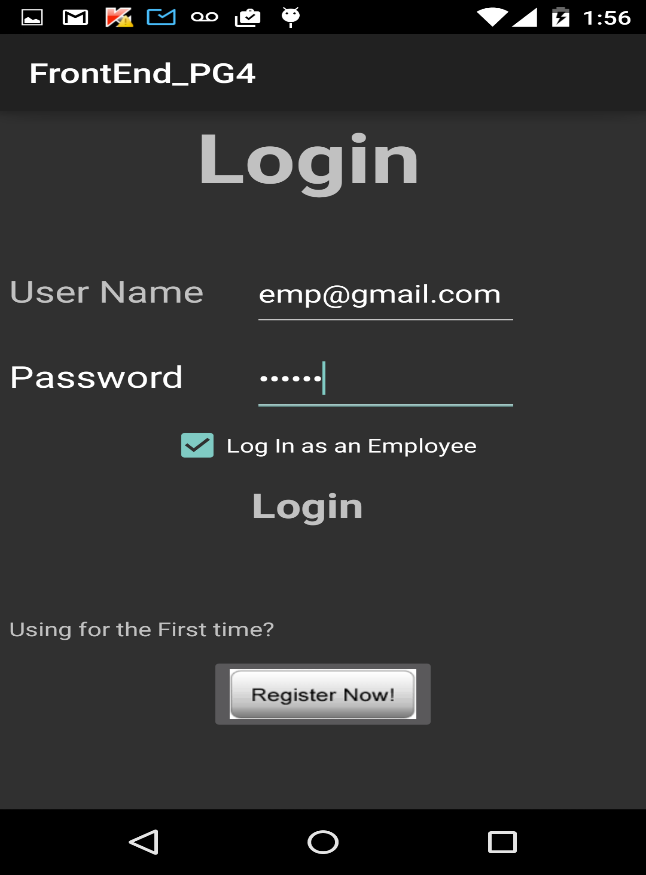 1:56
FrontEnd_PG4
Login
User Name emp@gmail.com
Password ••••••
Log In as an Employee
Login
Using for the First time?
Register Now!